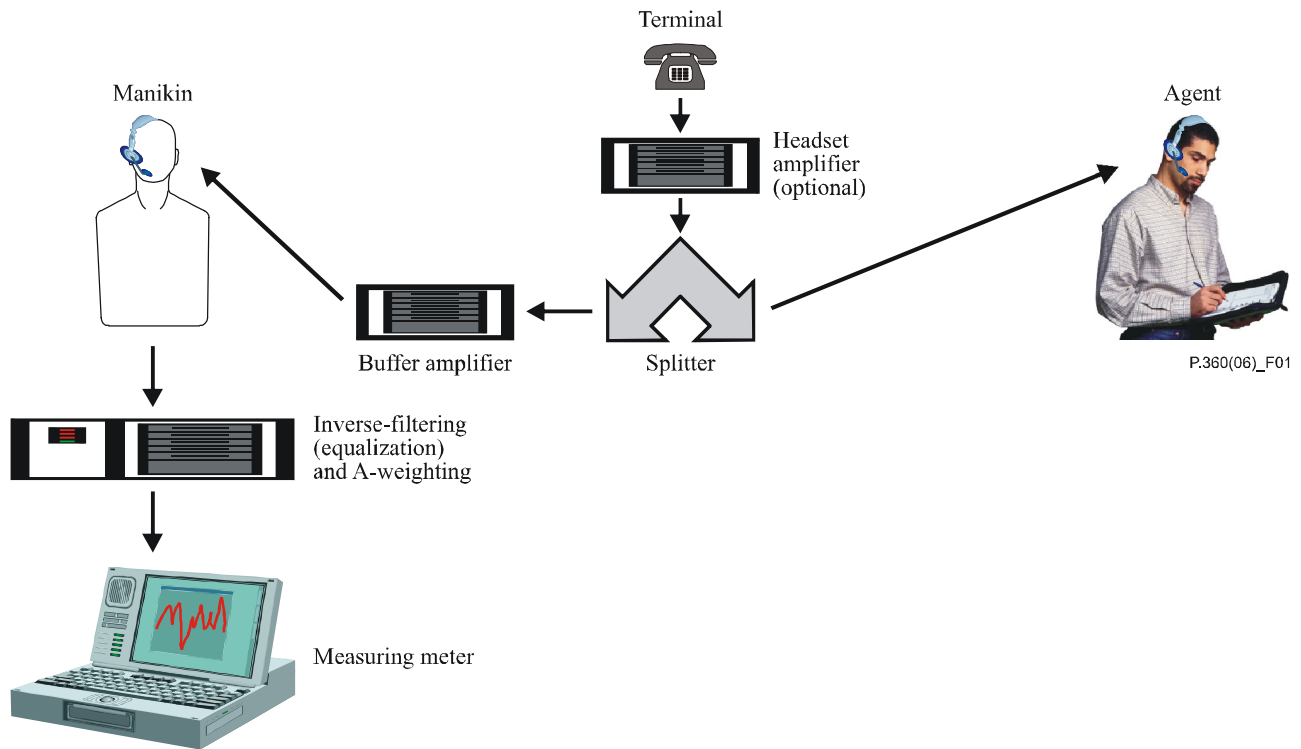 Terminal
Manikin
Agent
Headset
amplifier
(optional)
Buffer amplifier
Splitter
P.360(06)_F01
Inverse-filtering
(equalization)
and A-weighting
Measuring meter